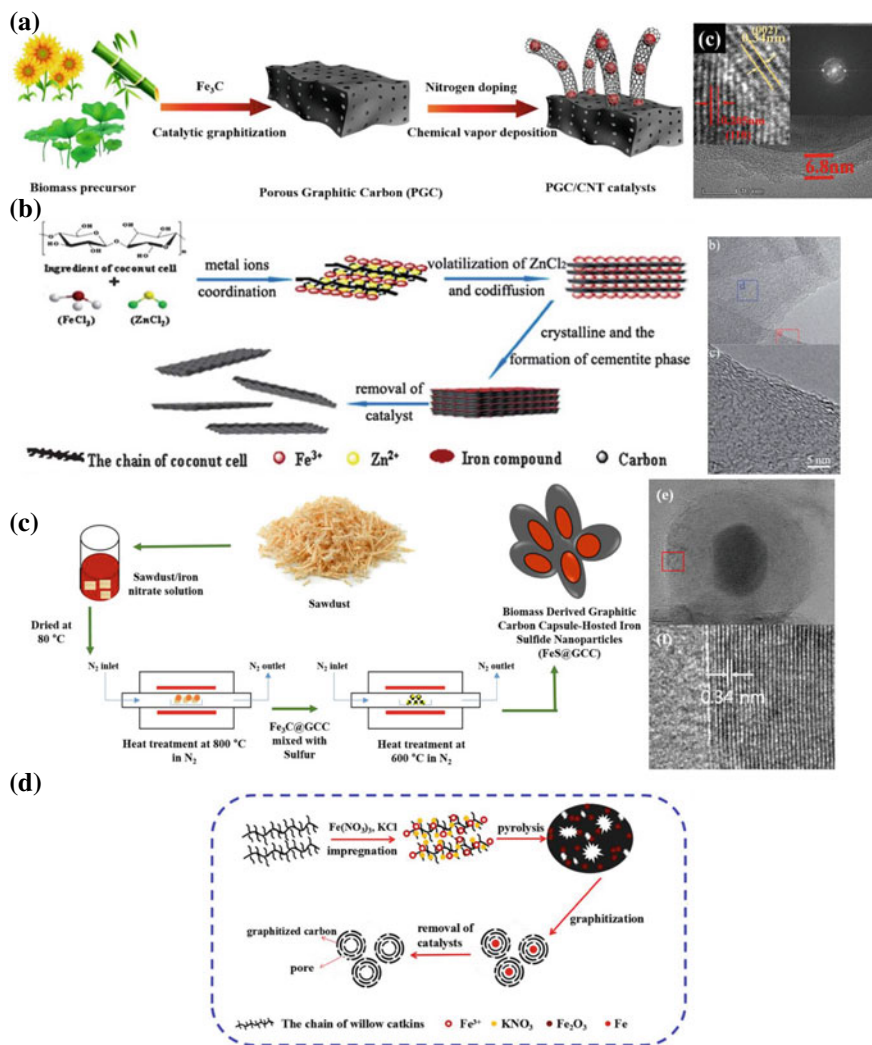 (a)
Fe3C
Catalytic graphitization
Nitrogen doping
Chemical vapor deposition
Biomass precursor
Porous Graphitic Carbon (PGC)
PGC/CNT catalysts
(c)
(002)
0.34nm
6.8nm
(b)
OH
Ingredient of coconut cell
+
(FeCl3)
(ZnCl2)
metal ions
coordination
volatilization of ZnCl2
and codiffusion
crystalline and the
formation of cementite phase
removal of
catalyst
The chain of coconut cell
Fe3+
Zn2+
Iron compound
Carbon
b)
d
c)
5 nm
(c)
Sawdust/iron
nitrate solution
Sawdust
Dried at
80 °C
N2 inlet
N2 outlet
Heat treatment at 800 °C
in N2
Fe3C@GCC
mixed with
Sulfur
N2 inlet
N2 outlet
Heat treatment at
600 °C in N2
Biomass Derived Graphitic
Carbon Capsule-Hosted Iron
Sulfide Nanoparticles
(FeS@GCC)
(e)
(f)
0.34 nm
(d)
Fe(NO3)3, KCl
impregnation
pyrolysis
graphitization
removal of
catalysts
graphitized carbon
pore
The chain of willow catkins
Fe3+
KNO3
Fe2O3
Fe